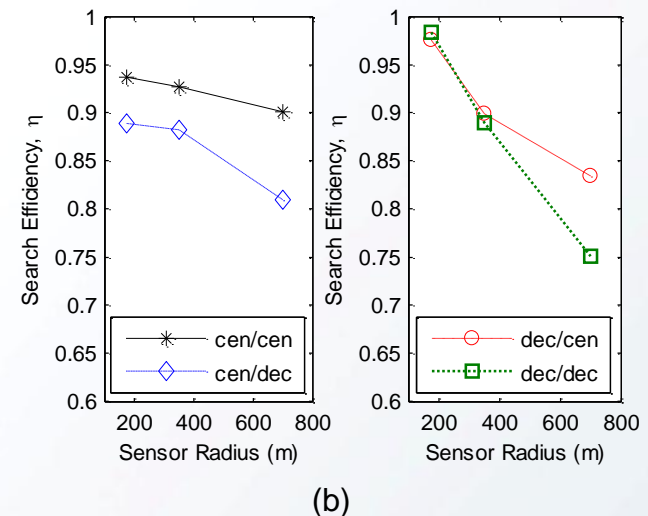 1
0.95
0.9
0.85
0.8
0.75
0.7
0.65
0.6
Search Efficiency, η
cen/cen
cen/dec
200 400 600 800
Sensor Radius (m)
1
0.95
0.9
0.85
0.8
0.75
0.7
0.65
0.6
Search Efficiency, η
dec/cen
dec/dec
200 400 600 800
Sensor Radius (m)
(b)